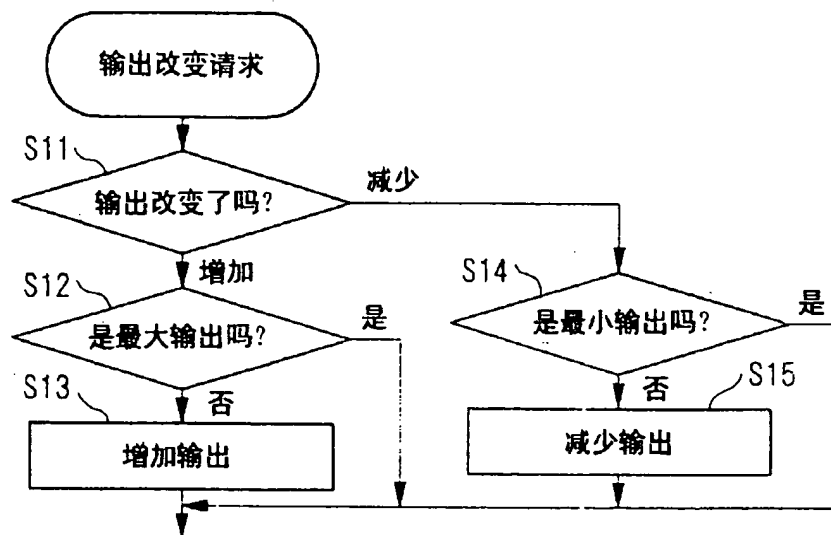 输出改变请求
S11
输出改变了吗?
减少
增加
S12
是最大输出吗?
是
S14
是最小输出吗?
是
S13
否
增加输出
否
S15
减少输出